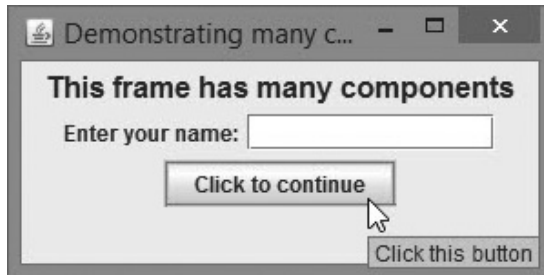 Demonstrating many c...
This frame has many components
Enter your name:
Click to continue
Click this button